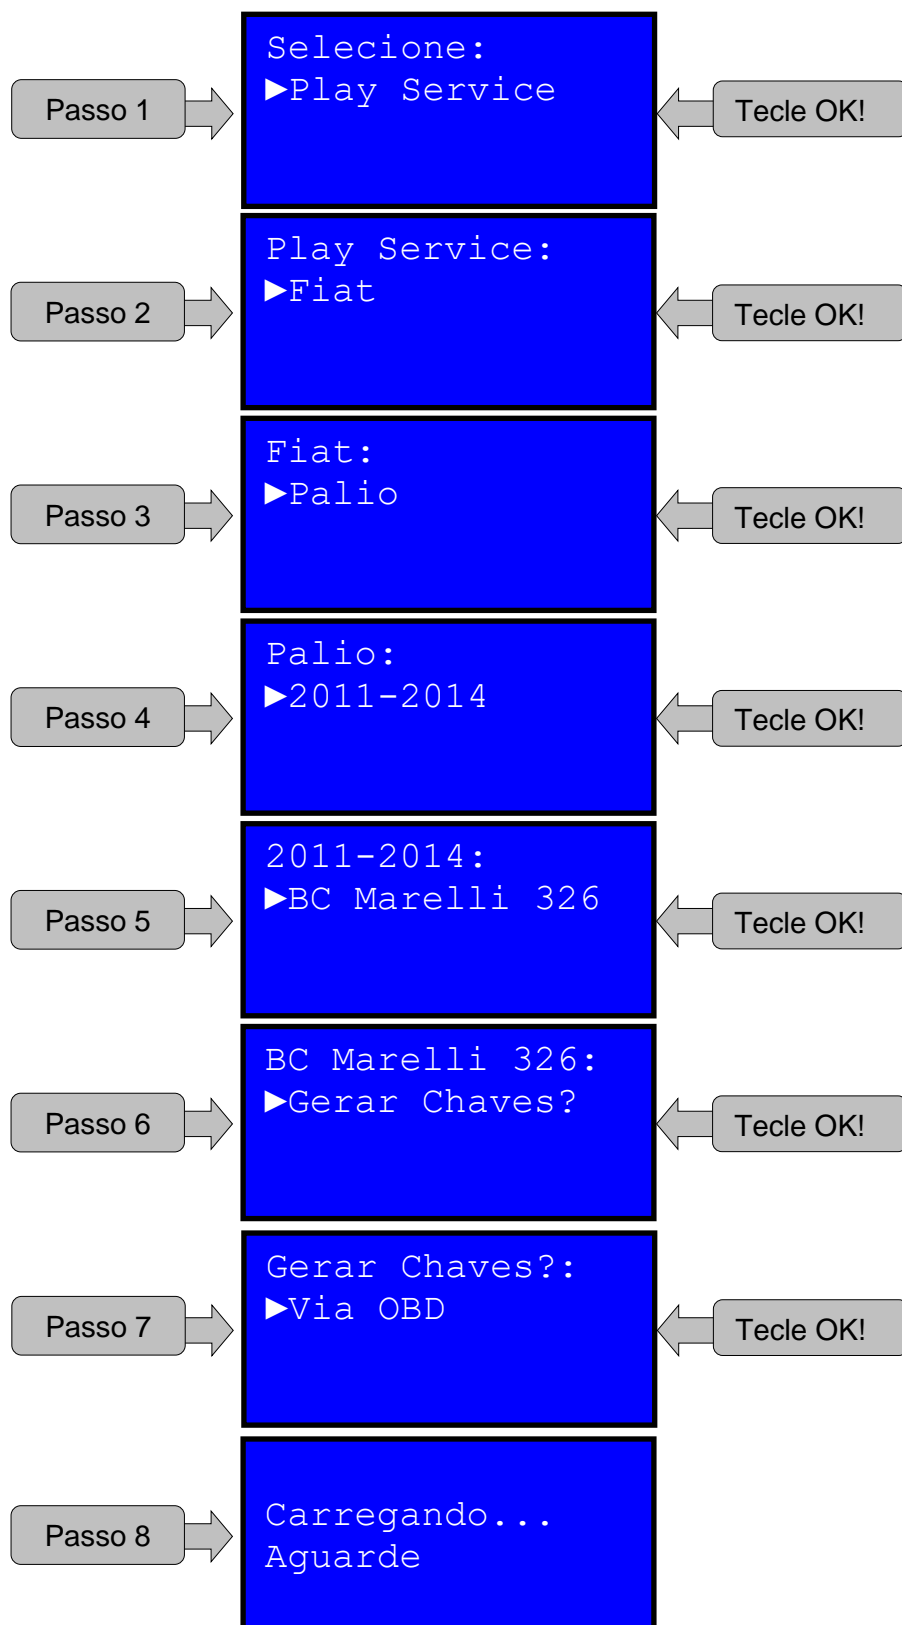 Selecione:
►Play Service
Passo 1
Tecle OK!
Play Service:
►Fiat
Passo 2
Tecle OK!
Fiat:
►Palio
Passo 3
Tecle OK!
Palio:
►2011-2014
Passo 4
Tecle OK!
2011-2014:
►BC Marelli 326
Passo 5
Tecle OK!
BC Marelli 326:
►Gerar Chaves?
Passo 6
Tecle OK!
Gerar Chaves?:
►Via OBD
Passo 7
Tecle OK!
Carregando...
Aguarde
Passo 8